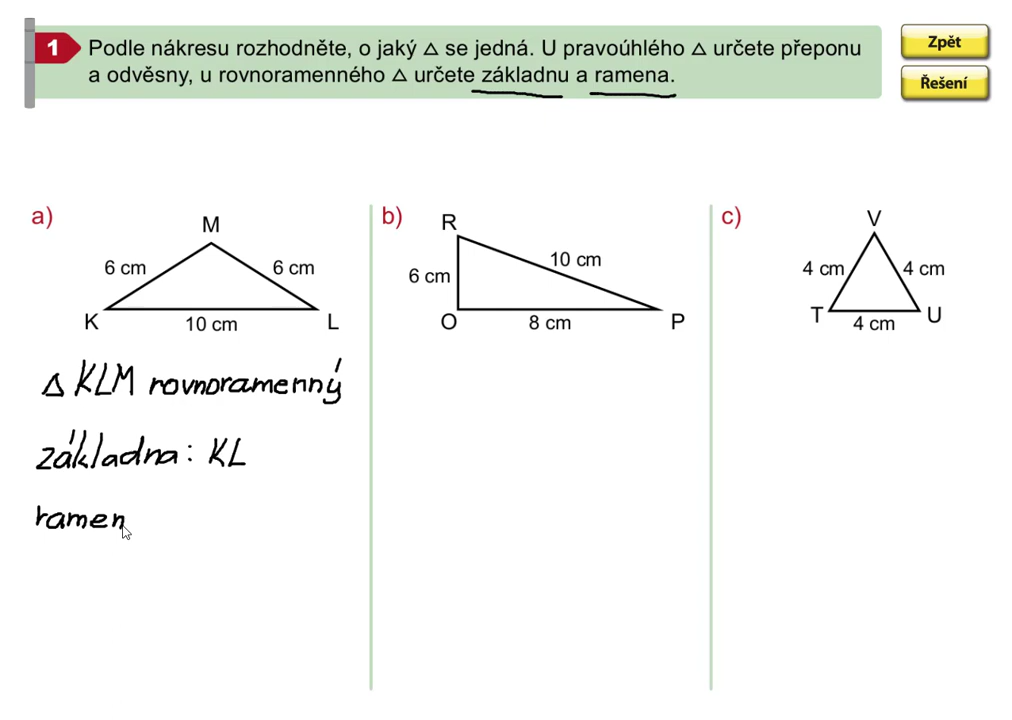 1 Podle nákresu rozhodněte, o jaký △ se jedná. U pravoúhlého △ určete přeponu
a odvěsny, u rovnoramenného △ určete základnu a ramena.
Zpět
Řešení
a)
M
6 cm
6 cm
K
10 cm
L
△ KLM rovnoramenný
základna: KL
ramen
b)
R
10 cm
6 cm
O
8 cm
P
c)
V
4 cm
4 cm
T
4 cm
U